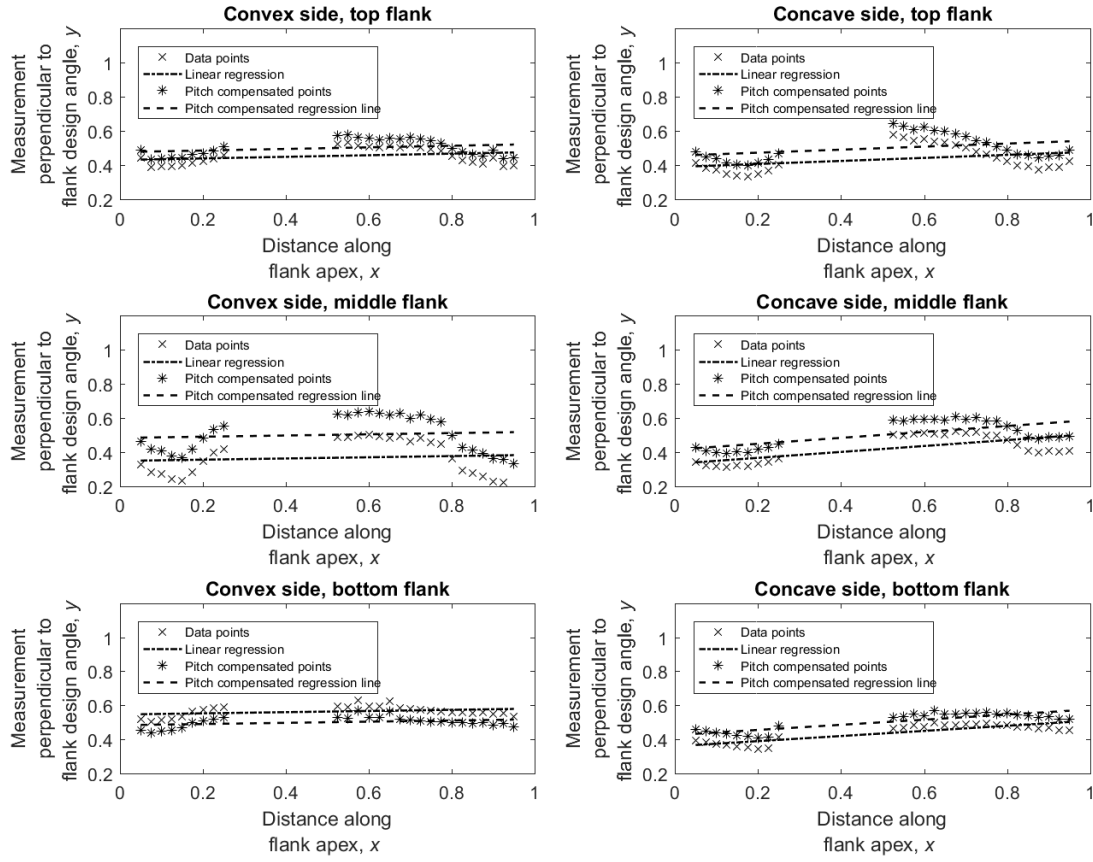 Convex side, top flank
Measurement
perpendicular to
flank design angle, y
1
0.8
0.6
0.4
0.2
Data points
Linear regression
Pitch compensated points
Pitch compensated regression line
0 0.2 0.4 0.6 0.8 1
Distance along
flank apex, x
Concave side, top flank
Measurement
perpendicular to
flank design angle, y
1
0.8
0.6
0.4
0.2
Data points
Linear regression
Pitch compensated points
Pitch compensated regression line
0 0.2 0.4 0.6 0.8 1
Distance along
flank apex, x
Convex side, middle flank
Measurement
perpendicular to
flank design angle, y
1
0.8
0.6
0.4
0.2
Data points
Linear regression
Pitch compensated points
Pitch compensated regression line
0 0.2 0.4 0.6 0.8 1
Distance along
flank apex, x
Concave side, middle flank
Measurement
perpendicular to
flank design angle, y
1
0.8
0.6
0.4
0.2
Data points
Linear regression
Pitch compensated points
Pitch compensated regression line
0 0.2 0.4 0.6 0.8 1
Distance along
flank apex, x
Convex side, bottom flank
Measurement
perpendicular to
flank design angle, y
1
0.8
0.6
0.4
0.2
Data points
Linear regression
Pitch compensated points
Pitch compensated regression line
0 0.2 0.4 0.6 0.8 1
Distance along
flank apex, x
Concave side, bottom flank
Measurement
perpendicular to
flank design angle, y
1
0.8
0.6
0.4
0.2
Data points
Linear regression
Pitch compensated points
Pitch compensated regression line
0 0.2 0.4 0.6 0.8 1
Distance along
flank apex, x